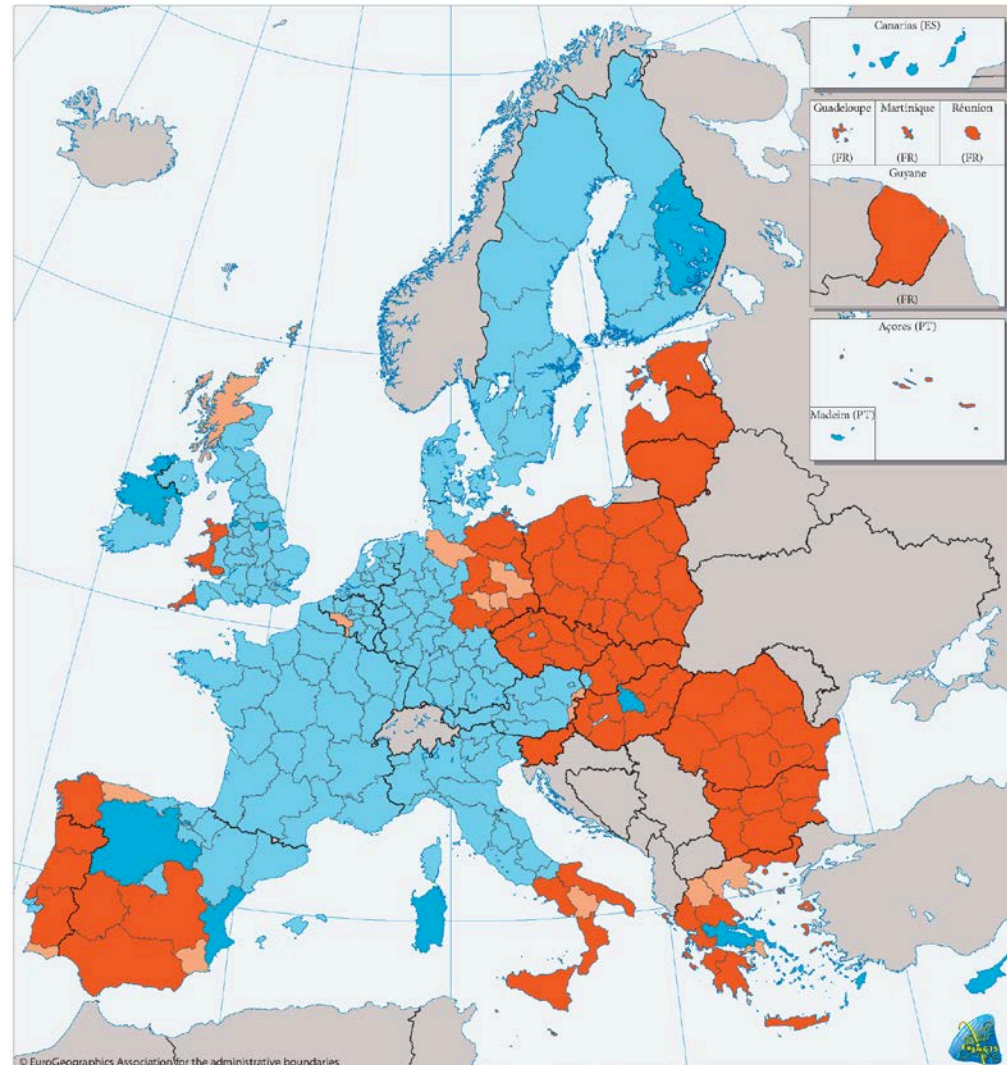 Canarias (ES)
Guadeloupe
Martinique
Réunion
(FR)
(FR)
(FR)
Guyane
(FR)
Açores (PT)
Madeim (PT)
© EuroGeographics Association for the administrative boundaries